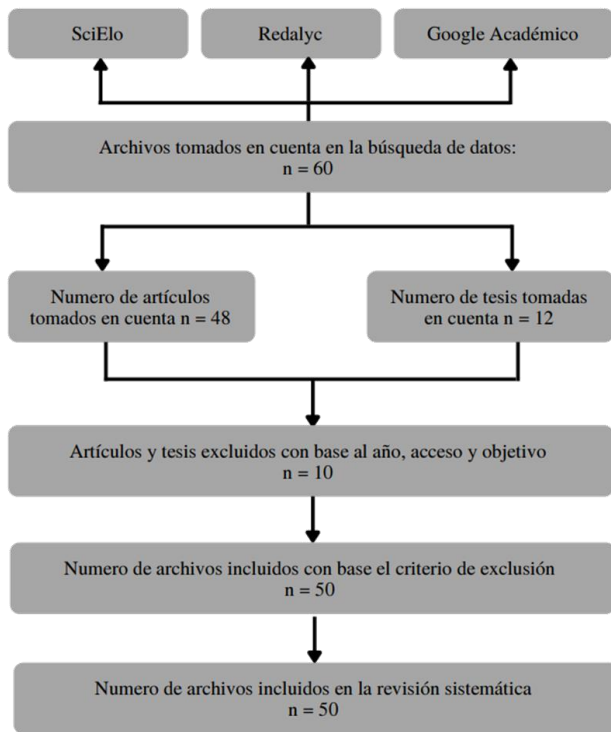 SciElo
Redalyc
Google Académico
Archivos tomados en cuenta en la búsqueda de datos:
n = 60
Numero de artículos
tomados en cuenta n = 48
Numero de tesis tomadas
en cuenta n = 12
Artículos y tesis excluidos con base al año, acceso y objetivo
n = 10
Numero de archivos incluidos con base el criterio de exclusión
n = 50
Numero de archivos incluidos en la revisión sistemática
n = 50